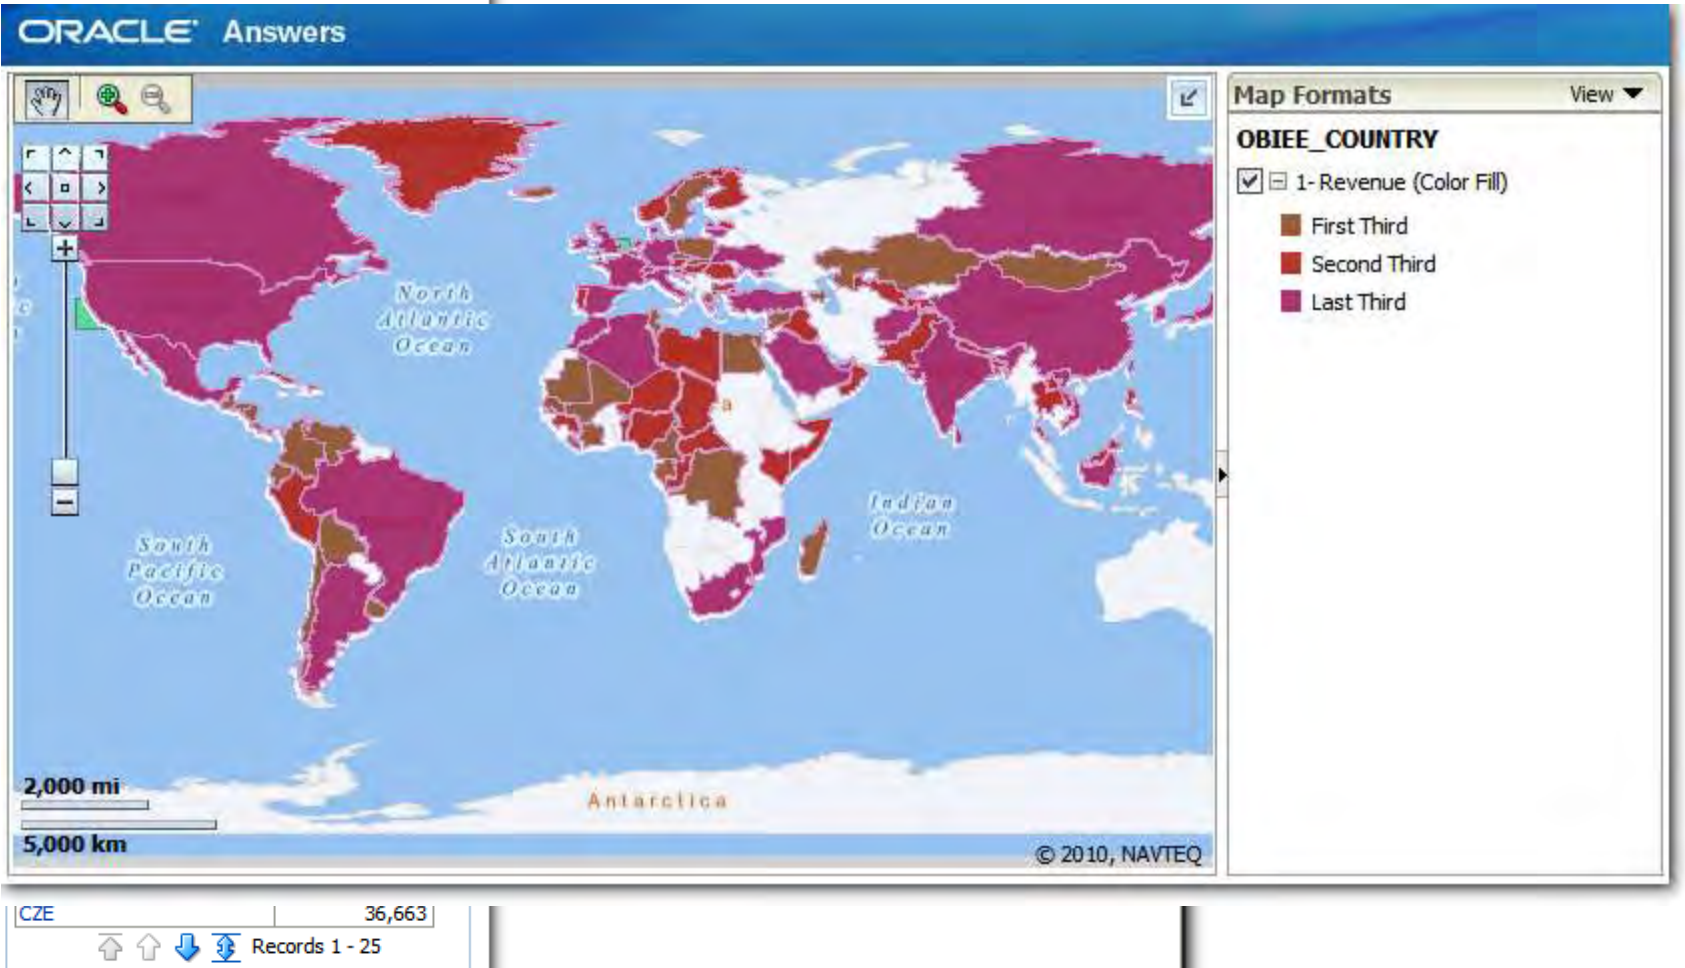 ORACLE Answers
Map Formats
View
OBIEE_COUNTRY
1- Revenue (Color Fill)
First Third
Second Third
Last Third
North
Atlantic
Ocean
a
South
Pacific
Ocean
South
Atlantic
Ocean
Indian
Ocean
Antarctica
2,000 mi
5,000 km
© 2010, NAVTEQ
CZE 36,663
Records 1 - 25